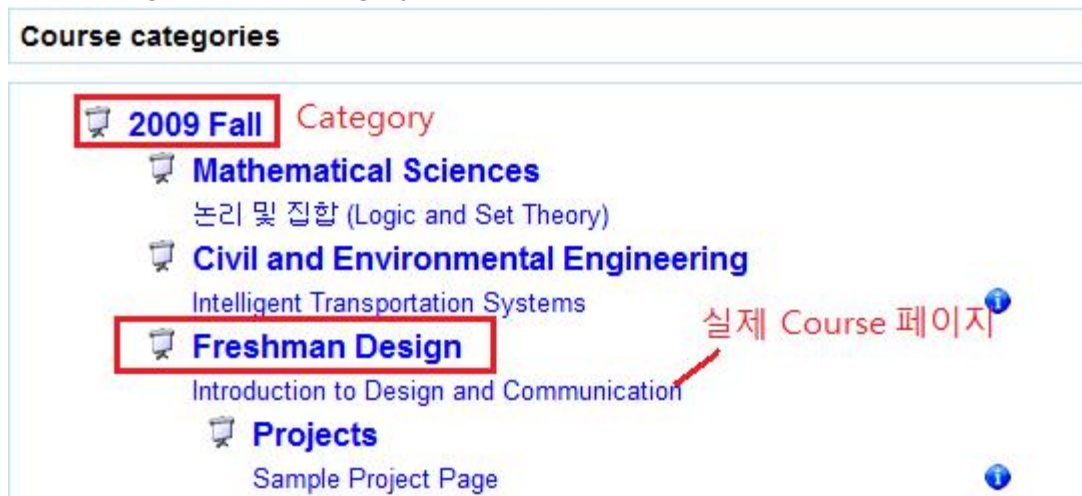 Course categories
2009 Fall Category
Mathematical Sciences
논리 및 집합 (Logic and Set Theory)
Civil and Environmental Engineering
Intelligent Transportation Systems
실제 Course 페이지
Freshman Design
Introduction to Design and Communication
Projects
Sample Project Page